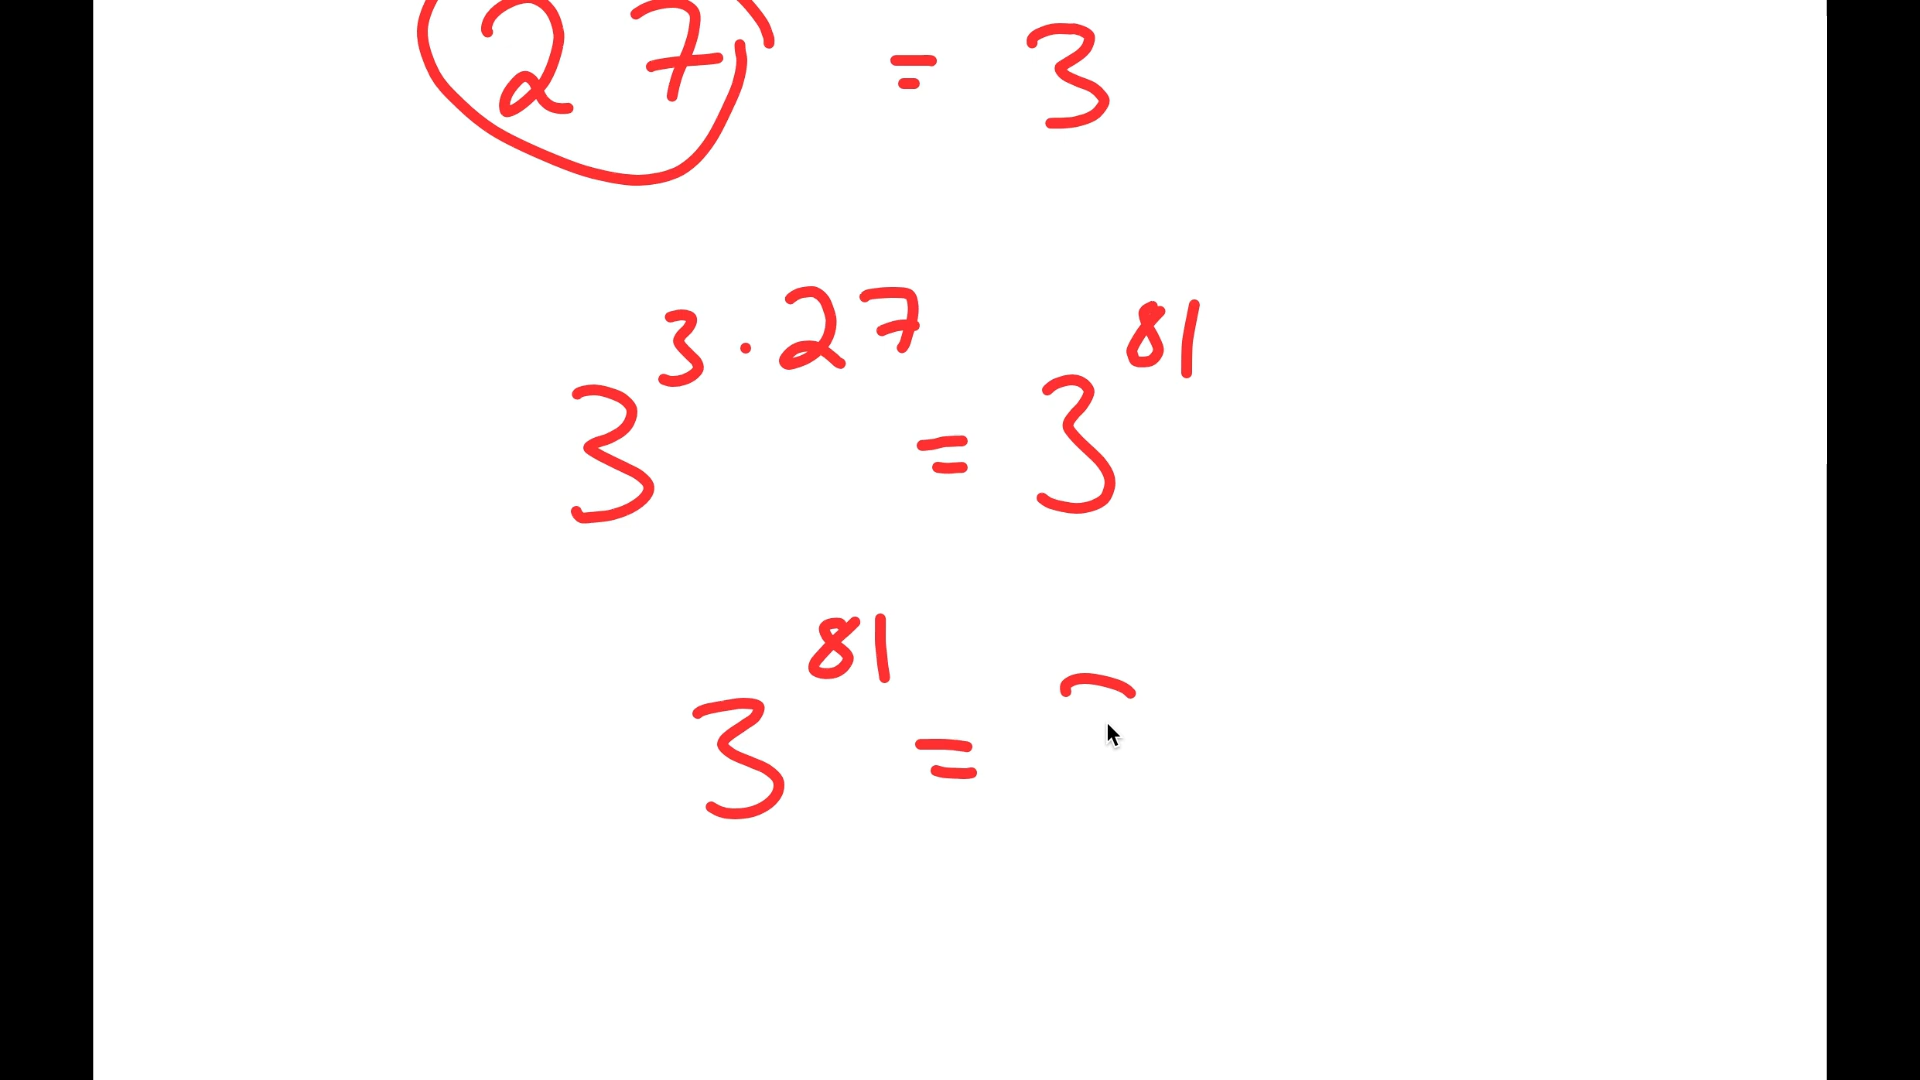 27 = 3
3^{3·27} = 3^{81}
3^{81} =